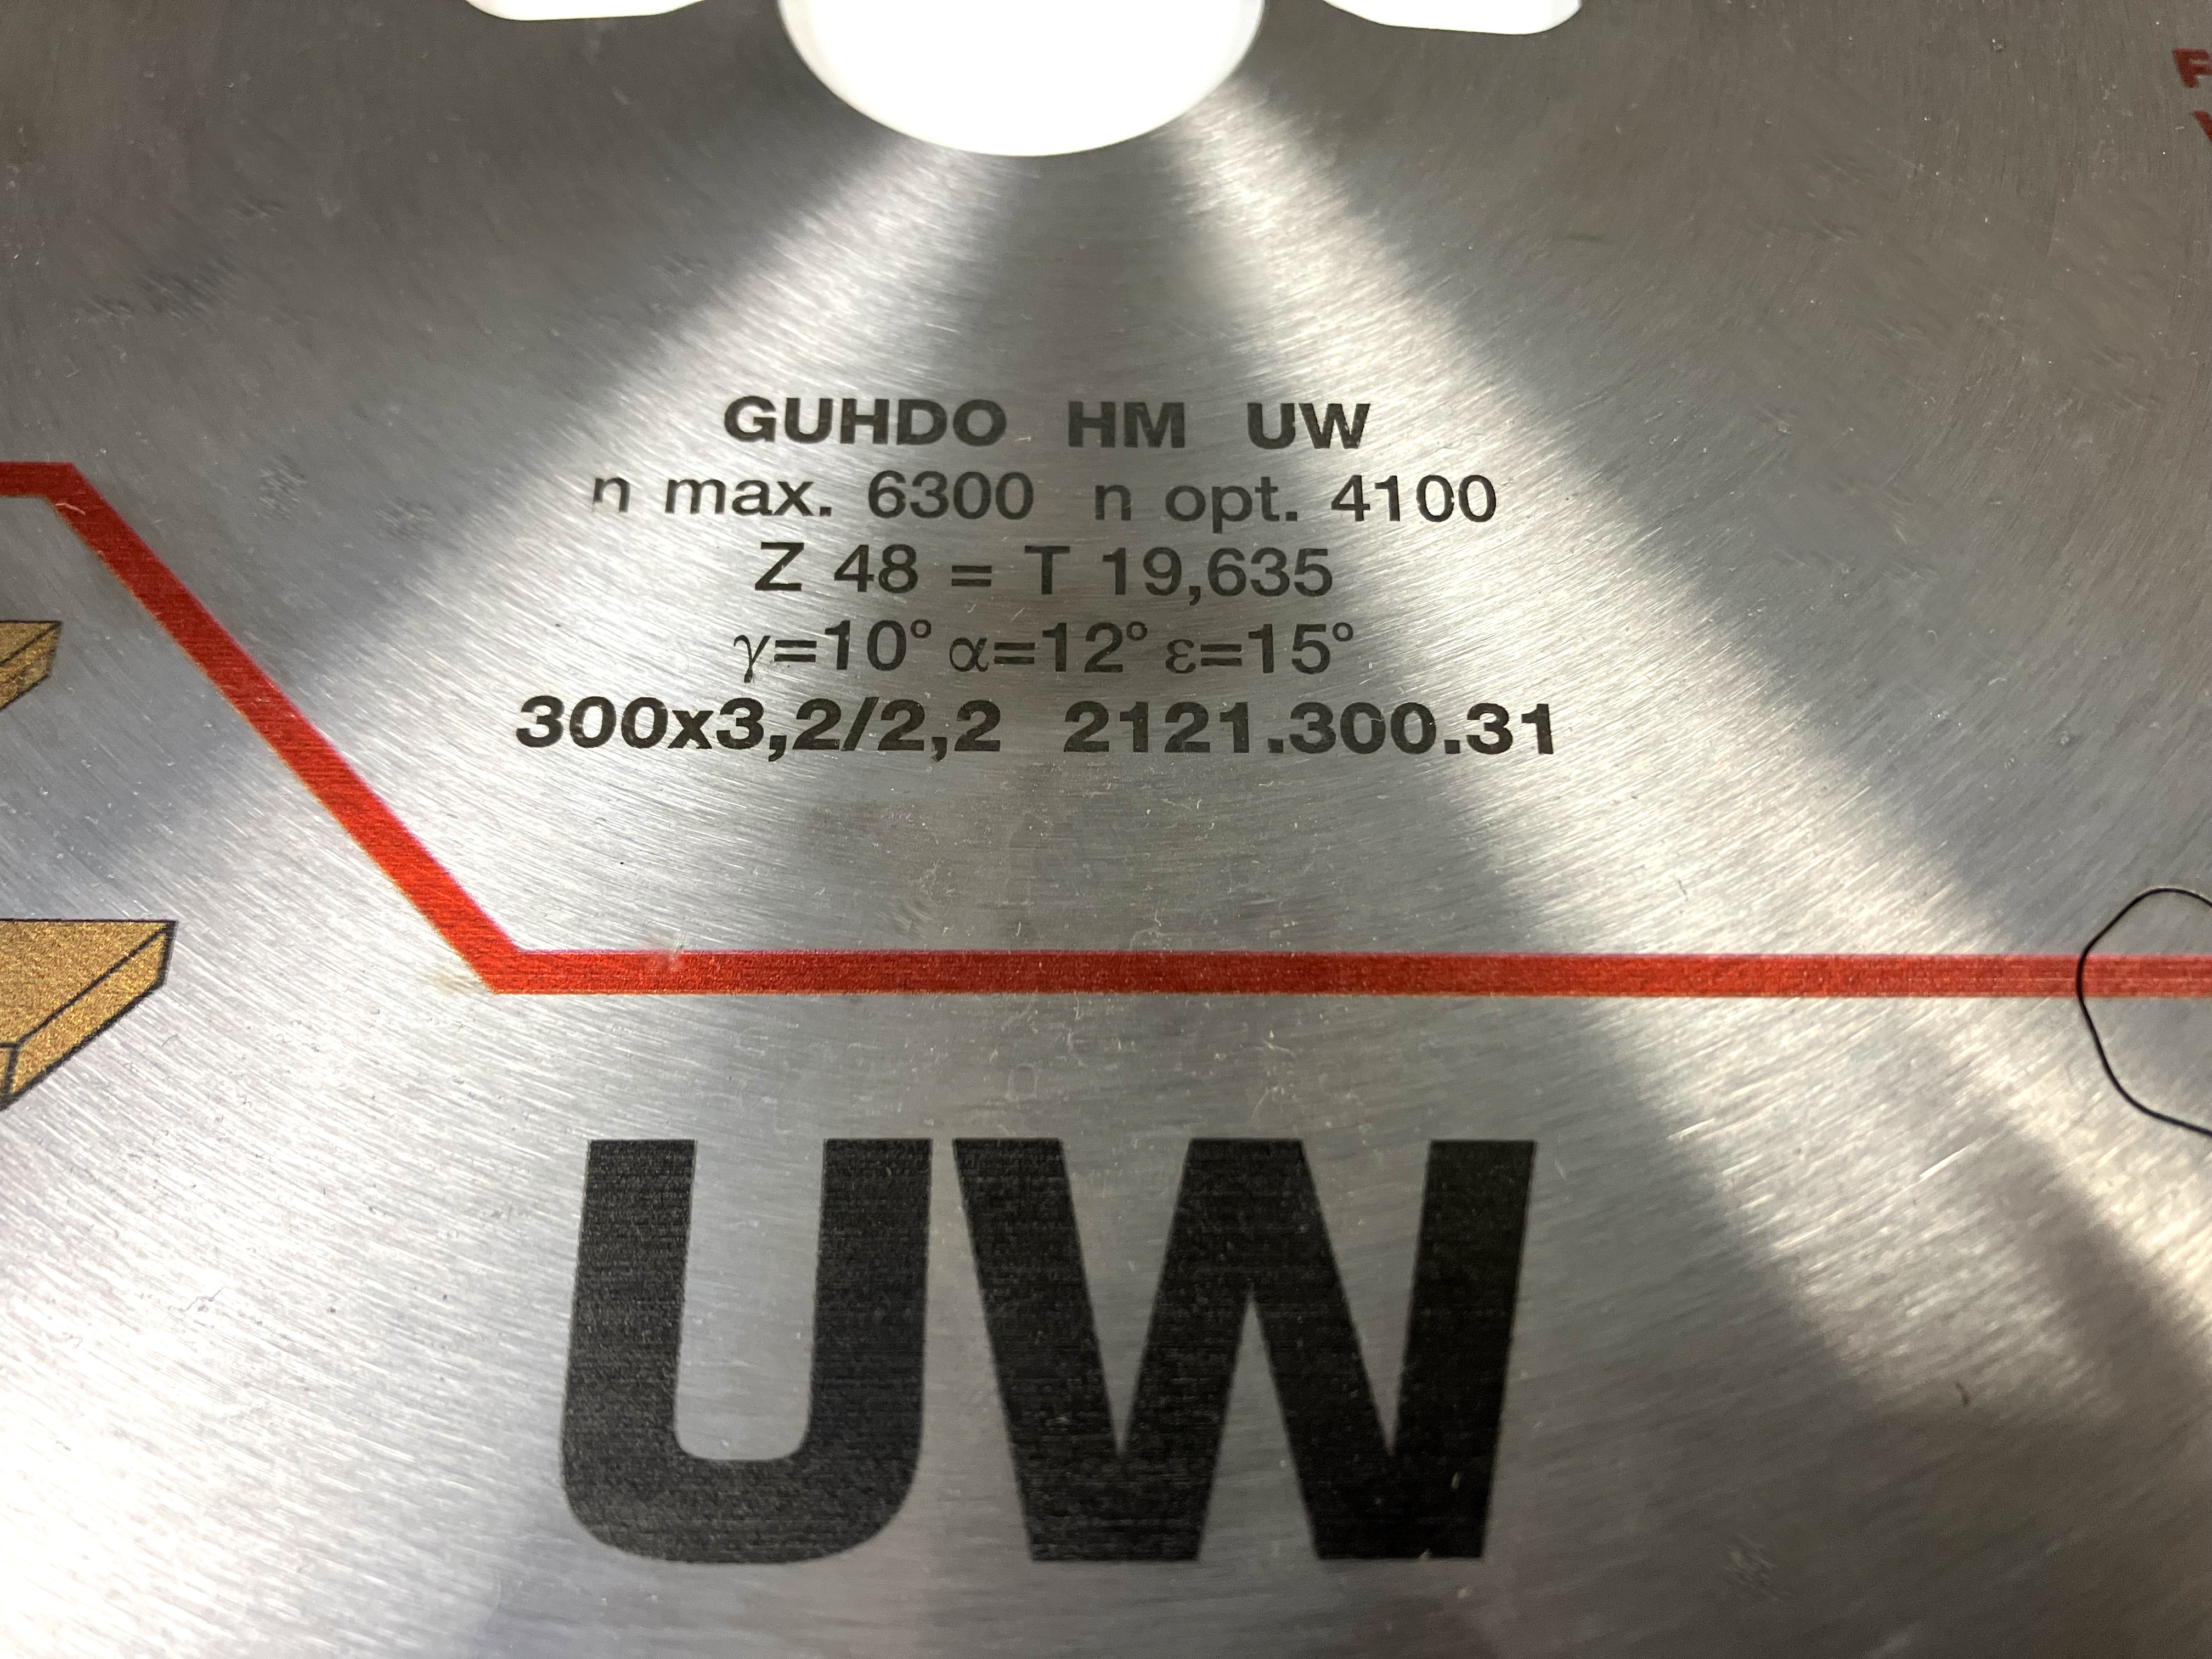 GUHDO HM UW
n max. 6300 n opt. 4100
Z 48 = T 19,635
γ=10° α=12° ε=15°
300x3,2/2,2 2121.300.31
UW